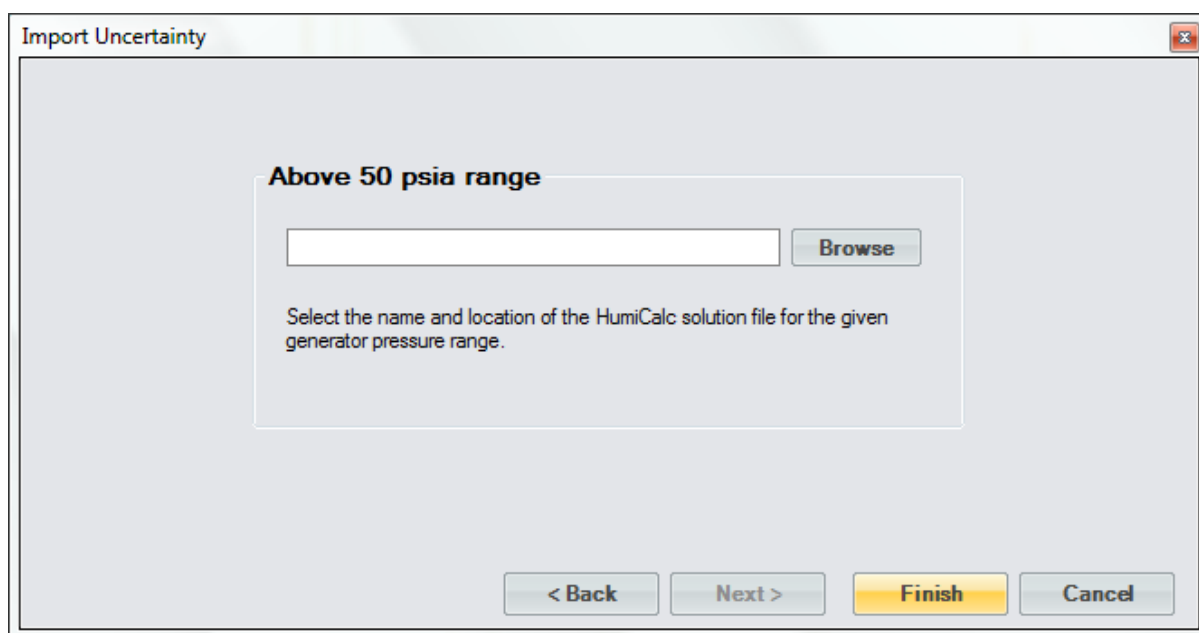 Import Uncertainty
Above 50 psia range
Browse
Select the name and location of the HumiCalc solution file for the given
generator pressure range.
< Back Next > Finish Cancel